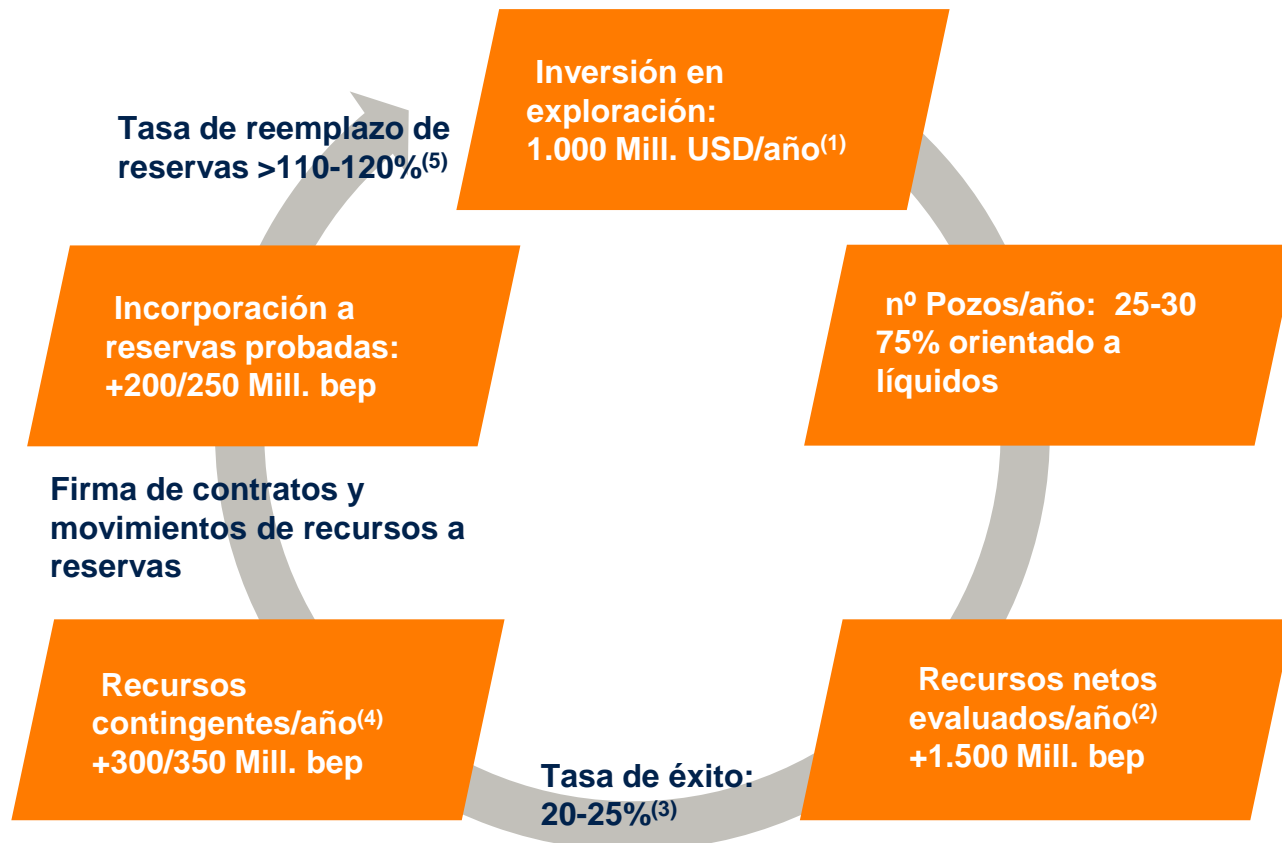 Inversión en
exploración:
1.000 Mill. USD/año(1)
nº Pozos/año: 25-30
75% orientado a
líquidos
Recursos netos
evaluados/año(2)
+1.500 Mill. bep
Tasa de éxito:
20-25%(3)
Recursos
contingentes/año(4)
+300/350 Mill. bep
Firma de contratos y
movimientos de recursos a
reservas
Incorporación a
reservas probadas:
+200/250 Mill. bep
Tasa de reemplazo de
reservas >110-120%(5)